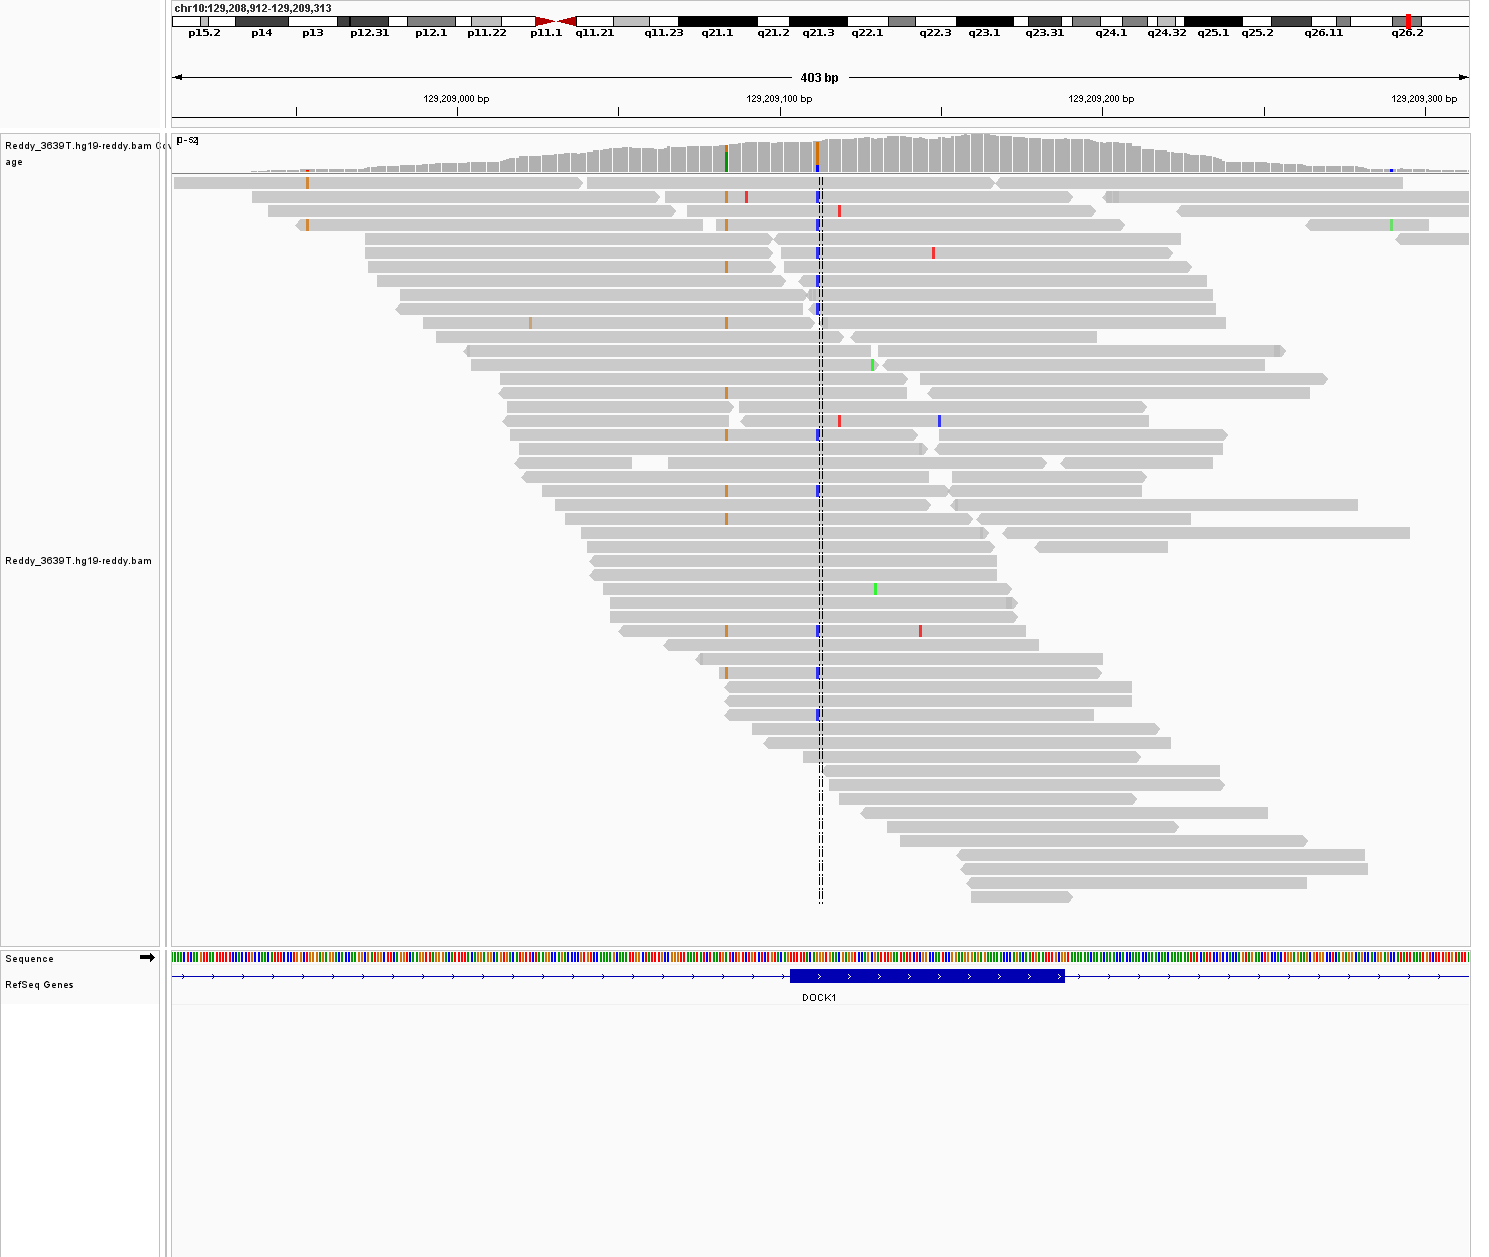 chr10:129,208,912-129,209,313
p15.2 p14 p13 p12.31 p12.1 p11.22 p11.1 q11.21 q11.23 q21.1 q21.2 q21.3 q22.1 q22.3 q23.1 q23.31 q24.1 q24.32 q25.1 q25.2 q26.11 q26.2
403 bp
129,209,000 bp 129,209,100 bp 129,209,200 bp 129,209,300 bp
Reddy_3639T.hg19-reddy.bam Cov
age
[0-52]
Reddy_3639T.hg19-reddy.bam
Sequence
RefSeq Genes
DOCK1